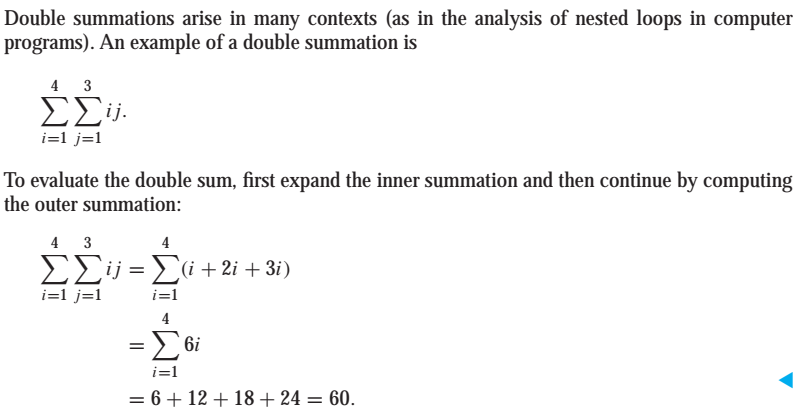 Double summations arise in many contexts (as in the analysis of nested loops in computer
programs). An example of a double summation is
4 3
∑∑ ij.
i=1 j=1
To evaluate the double sum, first expand the inner summation and then continue by computing
the outer summation:
4 3 4
∑∑ ij = ∑(i + 2i + 3i)
i=1 j=1 i=1
4
= ∑ 6i
i=1
= 6 + 12 + 18 + 24 = 60.